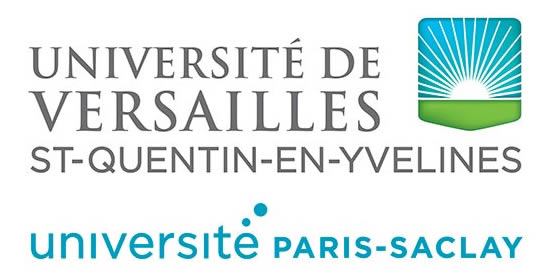 UNIVERSITÉ DE
VERSAILLES
ST-QUENTIN-EN-YVELINES
université PARIS-SACLAY